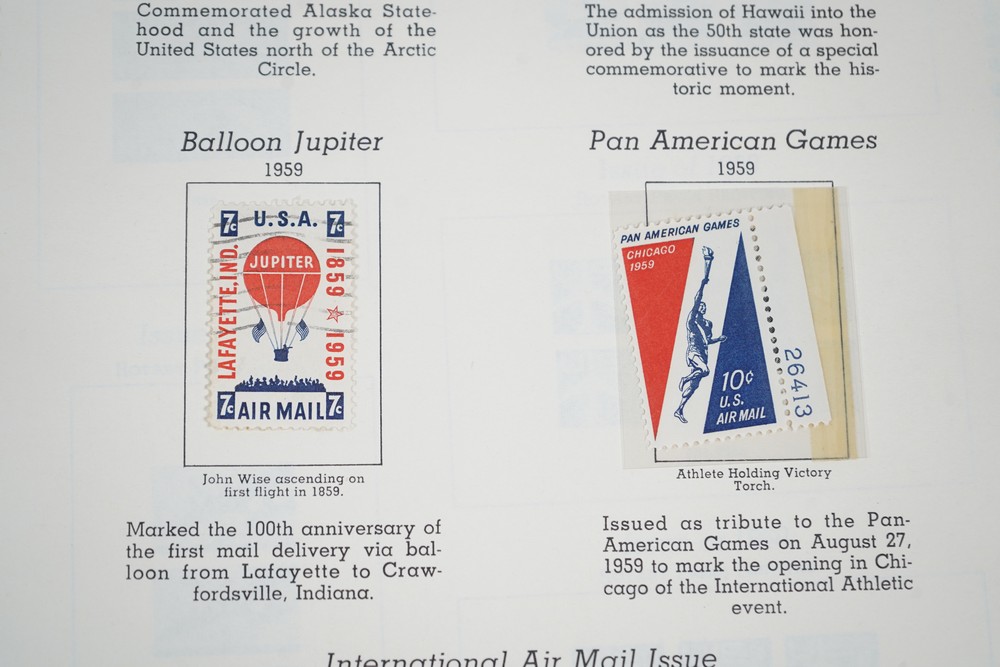 Commemorated Alaska State-
hood and the growth of the
United States north of the Arctic
Circle.
The admission of Hawaii into the
Union as the 50th state was hon-
ored by the issuance of a special
commemorative to mark the his-
toric moment.
Balloon Jupiter
1959
7c U.S.A. 7c
JUPITER
LAFAYETTE, IND.
1859 ☆ 1959
7c AIR MAIL 7c
John Wise ascending on
first flight in 1859.
Marked the 100th anniversary of
the first mail delivery via bal-
loon from Lafayette to Craw-
fordsville, Indiana.
Pan American Games
1959
PAN AMERICAN GAMES
CHICAGO
1959
10¢
U.S.
AIR MAIL
26413
Athlete Holding Victory
Torch.
Issued as tribute to the Pan-
American Games on August 27,
1959 to mark the opening in Chi-
cago of the International Athletic
event.
International Air Mail Issue